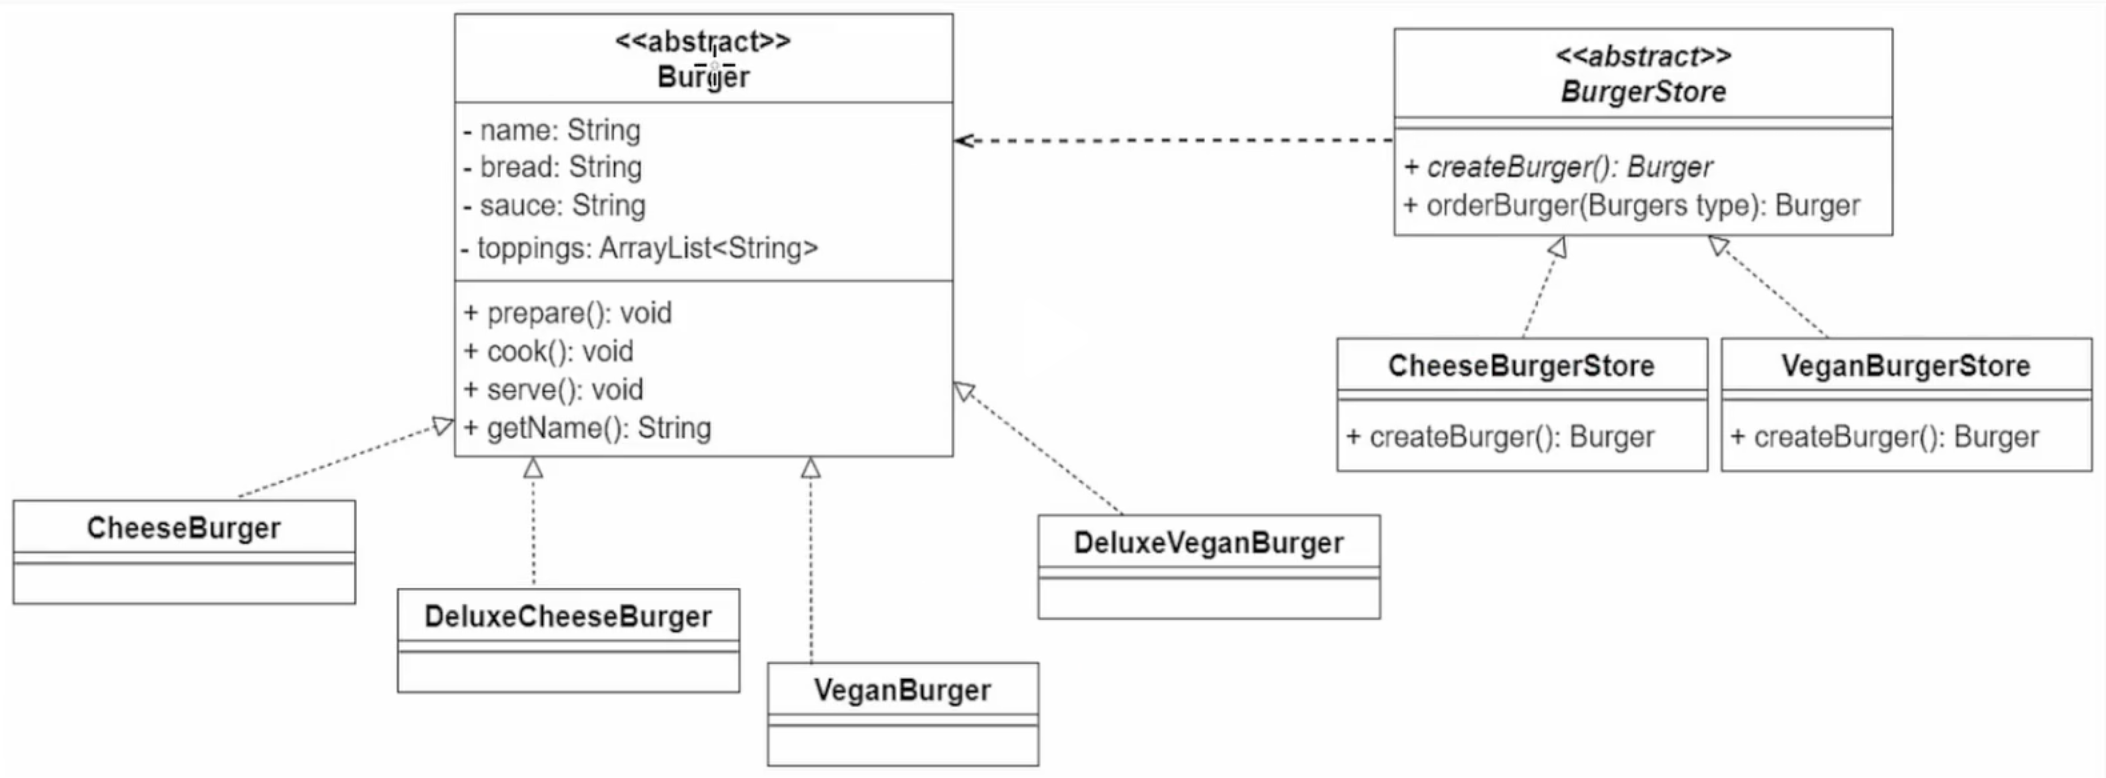 <<abstract>>
Burger
- name: String
- bread: String
- sauce: String
- toppings: ArrayList<String>
+ prepare(): void
+ cook(): void
+ serve(): void
+ getName(): String
<<abstract>>
BurgerStore
+ createBurger(): Burger
+ orderBurger(Burgers type): Burger
CheeseBurgerStore
+ createBurger(): Burger
VeganBurgerStore
+ createBurger(): Burger
CheeseBurger
DeluxeCheeseBurger
VeganBurger
DeluxeVeganBurger